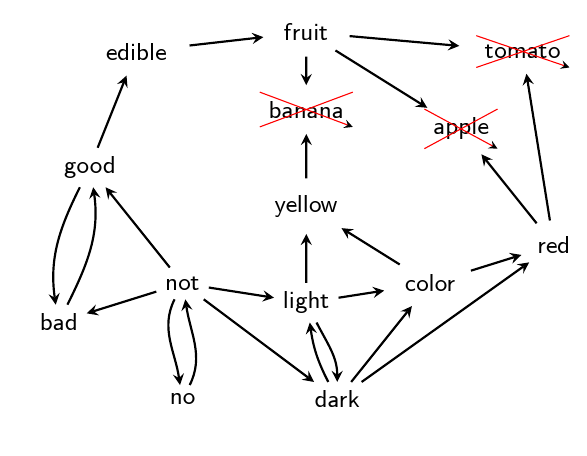 fruit
edible
tomato
banana
apple
good
yellow
red
not
light
color
bad
no
dark